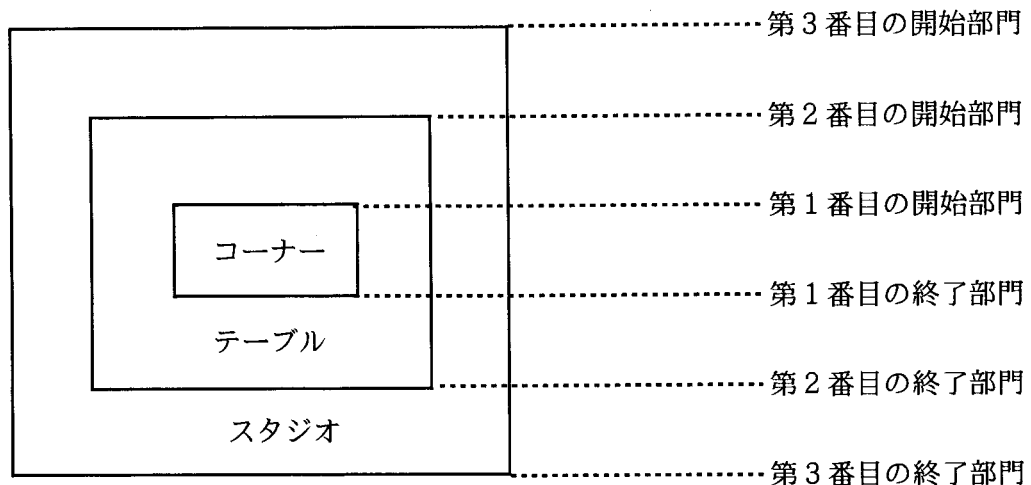 第3番目の開始部門
第2番目の開始部門
第1番目の開始部門
コーナー
第1番目の終了部門
テーブル
第2番目の終了部門
スタジオ
第3番目の終了部門